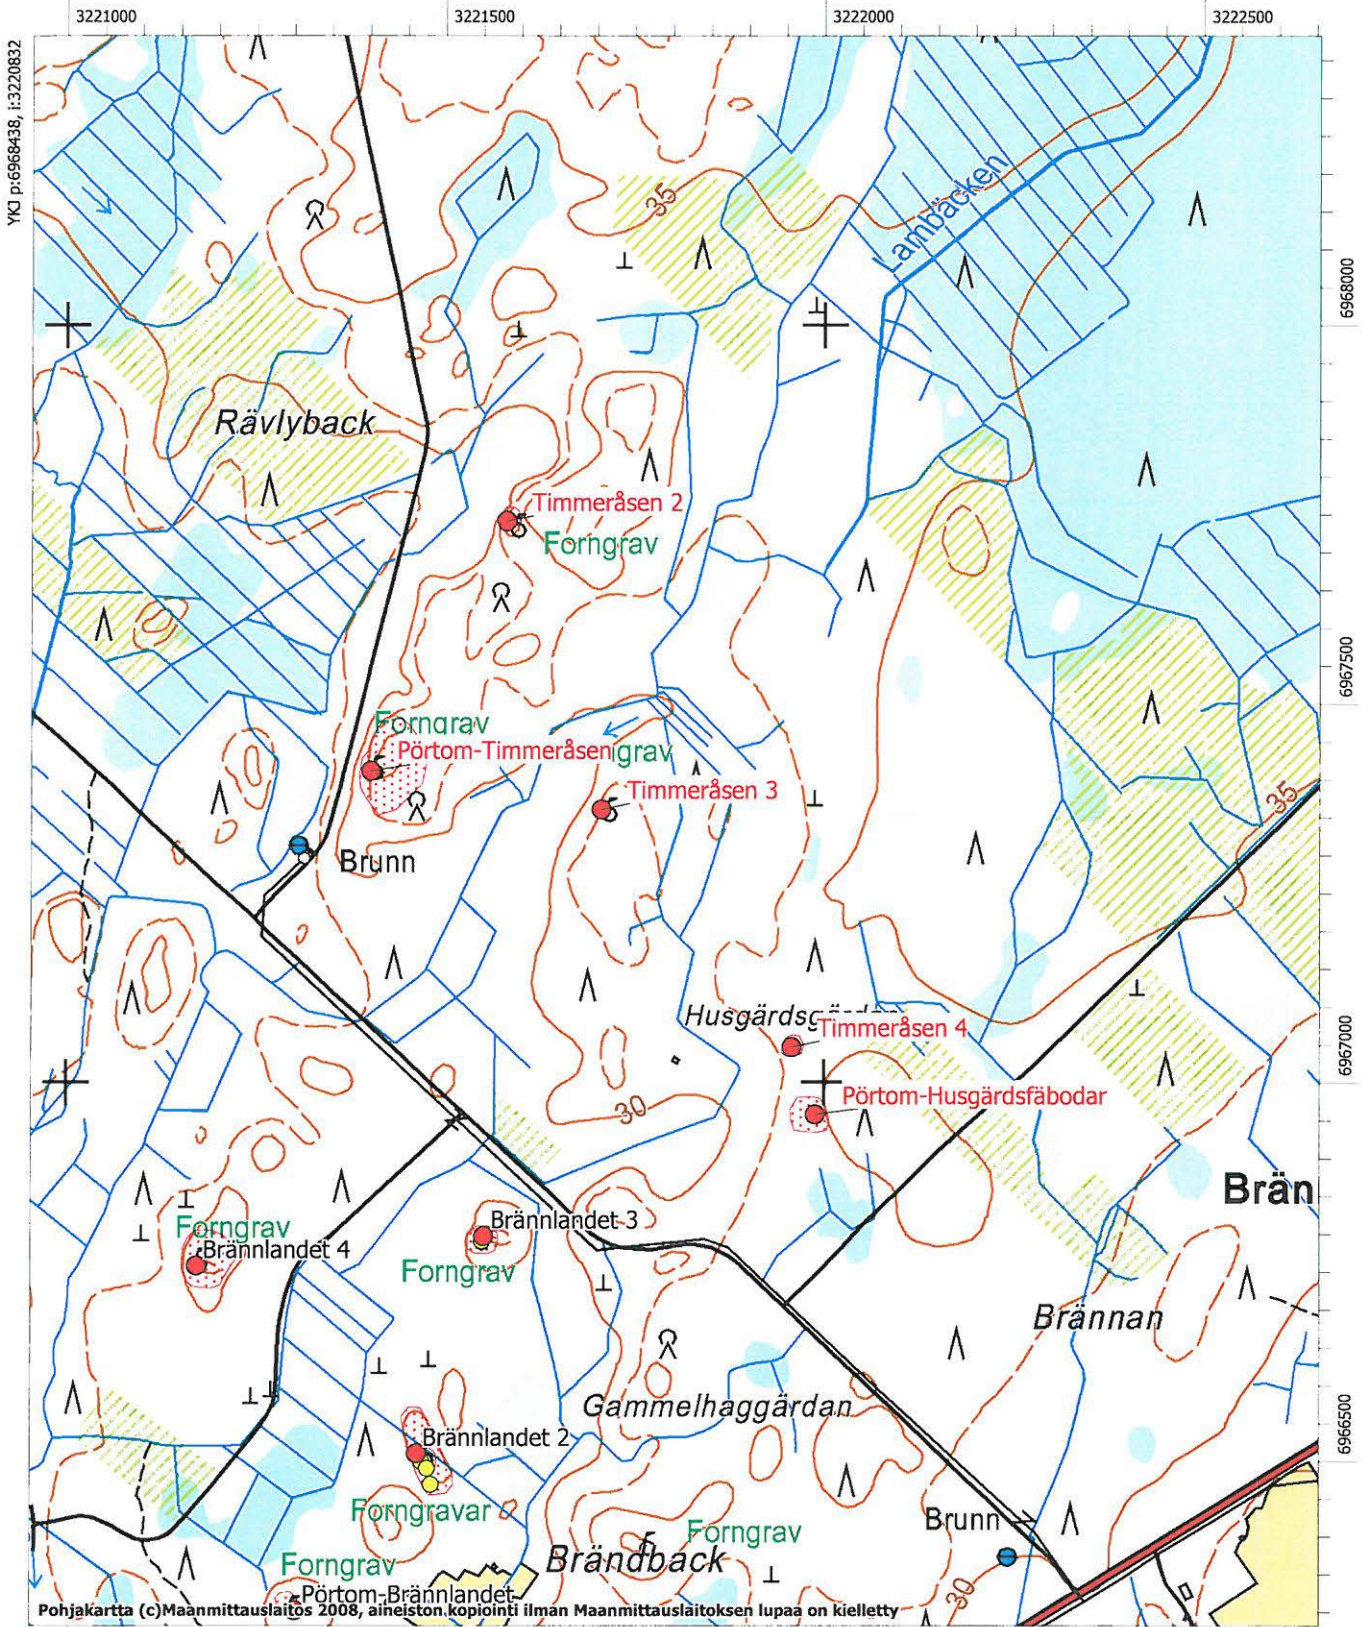 3221000
3221500
3222000
3222500
YKJ p:6968438, i:3220832
35
Lambäcken
6968000
Rävlyback
Timmeråsen 2
Forngrav
6967500
Forngrav
Pörtom-Timmeråsen
grav
Timmeråsen 3
35
Brunn
Timmeråsen 4
6967000
Pörtom-Husgärdsfäbodar
30
Brän
Brännlandet 3
Forngrav
Brännlandet 4
Forngrav
Brännan
Gammelhaggärdan
Brännlandet 2
6966500
Forngravar
Brunn
Forngrav
Brändback
Forngrav
30
Pörtom-Brännlandet
Pohjakartta (c)Maanmittauslaitos 2008, aineiston kopiointi ilman Maanmittauslaitoksen lupaa on kielletty